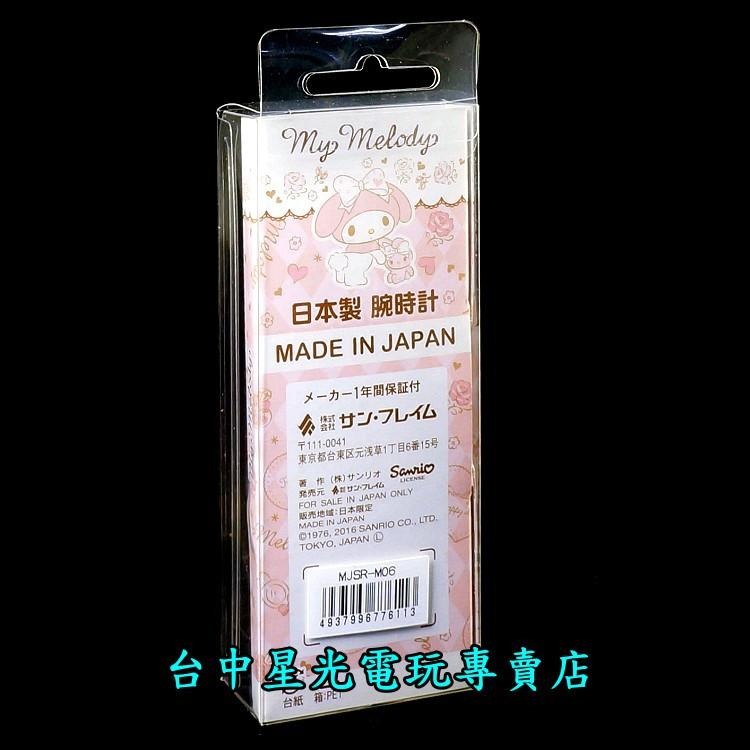 My Melody
日本製 腕時計
MADE IN JAPAN
メーカー1年間保証付
株式会社 サン・フレイム
〒111-0041
東京都台東区元浅草1丁目6番15号
著 作 (株)サンリオ
発売元 株式会社 サン・フレイム
Sanrio
LICENSE
FOR SALE IN JAPAN ONLY
販売地域:日本限定
MADE IN JAPAN
©1976, 2016 SANRIO CO., LTD.
TOKYO, JAPAN Ⓛ
MJSR-M06
4937996776113
台中星光電玩專賣店
台紙 箱:PET